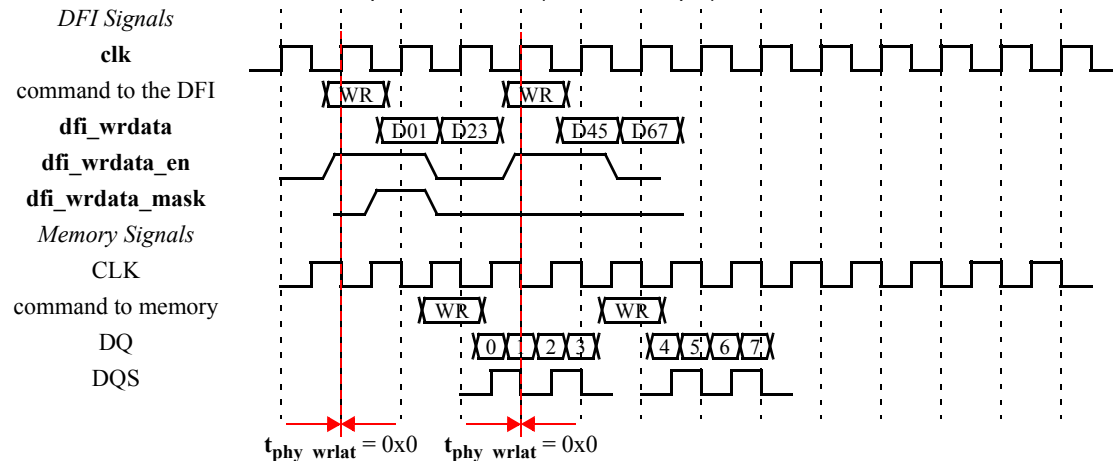 DFI Signals
clk
command to the DFI WR WR
dfi_wrdata D01 D23 D45 D67
dfi_wrdata_en
dfi_wrdata_mask
Memory Signals
CLK
command to memory WR WR
DQ 0 1 2 3 4 5 6 7
DQS
tphy_wrlat = 0x0 tphy_wrlat = 0x0